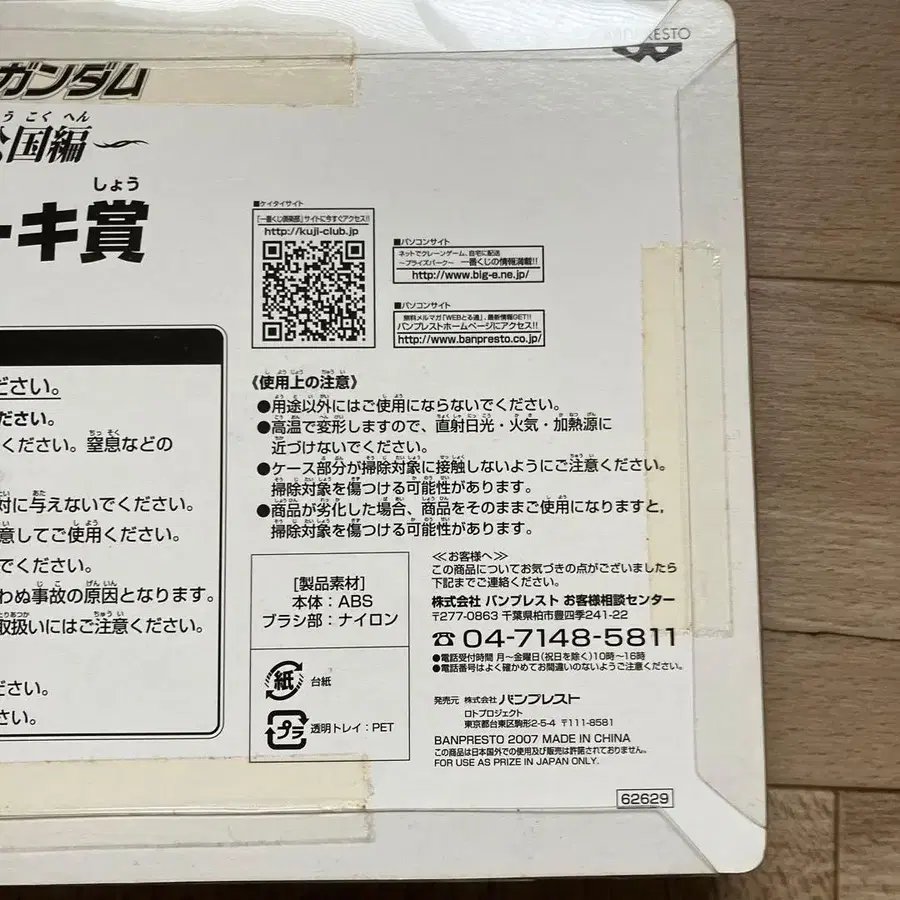 BANPRESTO
ガンダム
うこくへん
公国編
しょう
ーキ賞
■ケイタイサイト
「一番くじ倶楽部」サイトに今すぐアクセス!!
http://kuji-club.jp
■パソコンサイト
ネットでクレーンゲーム、自宅に配送
〜プライズパーク〜 一番くじの情報満載!!
http://www.big-e.ne.jp/
■パソコンサイト
無料メルマガ「WEBとる通」、最新情報GET!!
バンプレストホームページにアクセス!!
http://www.banpresto.co.jp/
ださい。
ださい。
ください。窒息などの
対に与えないでください。
意してご使用ください。
でください。
わぬ事故の原因となります。
取扱いにはご注意ください。
ださい。
さい。
《使用上の注意》
●用途以外にはご使用にならないでください。
●高温で変形しますので、直射日光・火気・加熱源に
近づけないでください。
●ケース部分が掃除対象に接触しないようにご注意ください。
掃除対象を傷つける可能性があります。
●商品が劣化した場合、商品をそのままご使用になりますと、
掃除対象を傷つける可能性があります。
[製品素材]
本体：ABS
ブラシ部：ナイロン
紙 台紙
プラ 透明トレイ：PET
≪お客様へ≫
この商品についてお気づきの点がございましたら
下記までご連絡ください。
株式会社 バンプレスト お客様相談センター
〒277-0863 千葉県柏市豊四季241-22
☎04-7148-5811
●電話受付時間 月〜金曜日(祝日を除く)10時〜16時
●電話番号はよく確かめてお間違いのないようご注意ください。
発売元 株式会社 バンプレスト
ロトプロジェクト
東京都台東区駒形2-5-4 〒111-8581
BANPRESTO 2007 MADE IN CHINA
この商品は日本国外での使用及び販売は許諾されておりません。
FOR USE AS PRIZE IN JAPAN ONLY.
62629